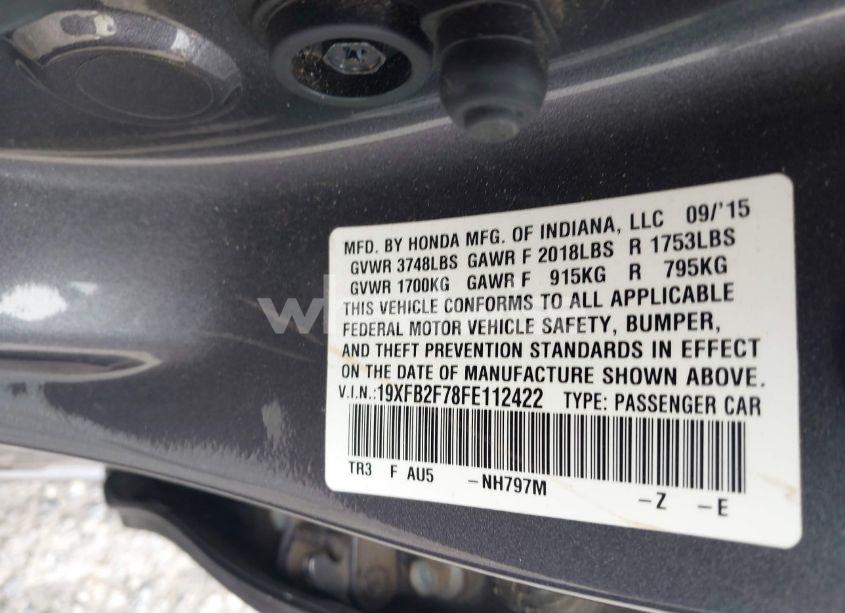 MFD. BY HONDA MFG. OF INDIANA, LLC 09/'15
GVWR 3748LBS GAWR F 2018LBS R 1753LBS
GVWR 1700KG GAWR F 915KG R 795KG
THIS VEHICLE CONFORMS TO ALL APPLICABLE
FEDERAL MOTOR VEHICLE SAFETY, BUMPER,
AND THEFT PREVENTION STANDARDS IN EFFECT
ON THE DATE OF MANUFACTURE SHOWN ABOVE.
V.I.N.:19XFB2F78FE112422 TYPE: PASSENGER CAR
TR3 F AU5 -NH797M -Z -E